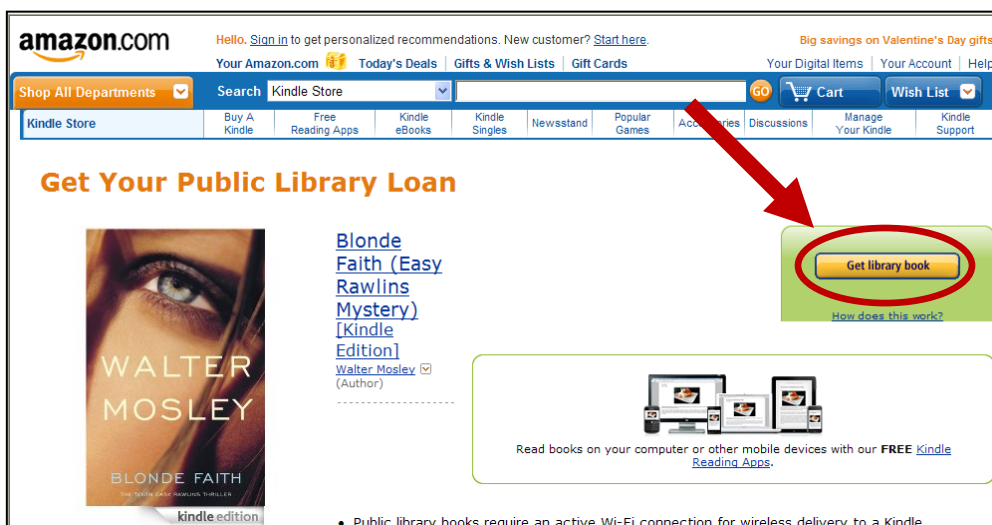 amazon.com
Hello. Sign in to get personalized recommendations. New customer? Start here.
Big savings on Valentine's Day gifts
Your Amazon.com
Today's Deals
Gifts & Wish Lists
Gift Cards
Your Digital Items
Your Account
Help
Shop All Departments
Search
Kindle Store
GO
Cart
Wish List
Kindle Store
Buy A
Kindle
Free
Reading Apps
Kindle
eBooks
Kindle
Singles
Newsstand
Popular
Games
Discussions
Manage
Your Kindle
Kindle
Support
Get Your Public Library Loan
WALTER
MOSLEY
BLONDE FAITH
THE TENTH EASY RAWLINS THRILLER
kindle edition
Blonde
Faith (Easy
Rawlins
Mystery)
[Kindle
Edition]
Walter Mosley
(Author)
Get library book
How does this work?
Read books on your computer or other mobile devices with our FREE Kindle
Reading Apps.
• Public library books require an active Wi-Fi connection for wireless delivery to a Kindle